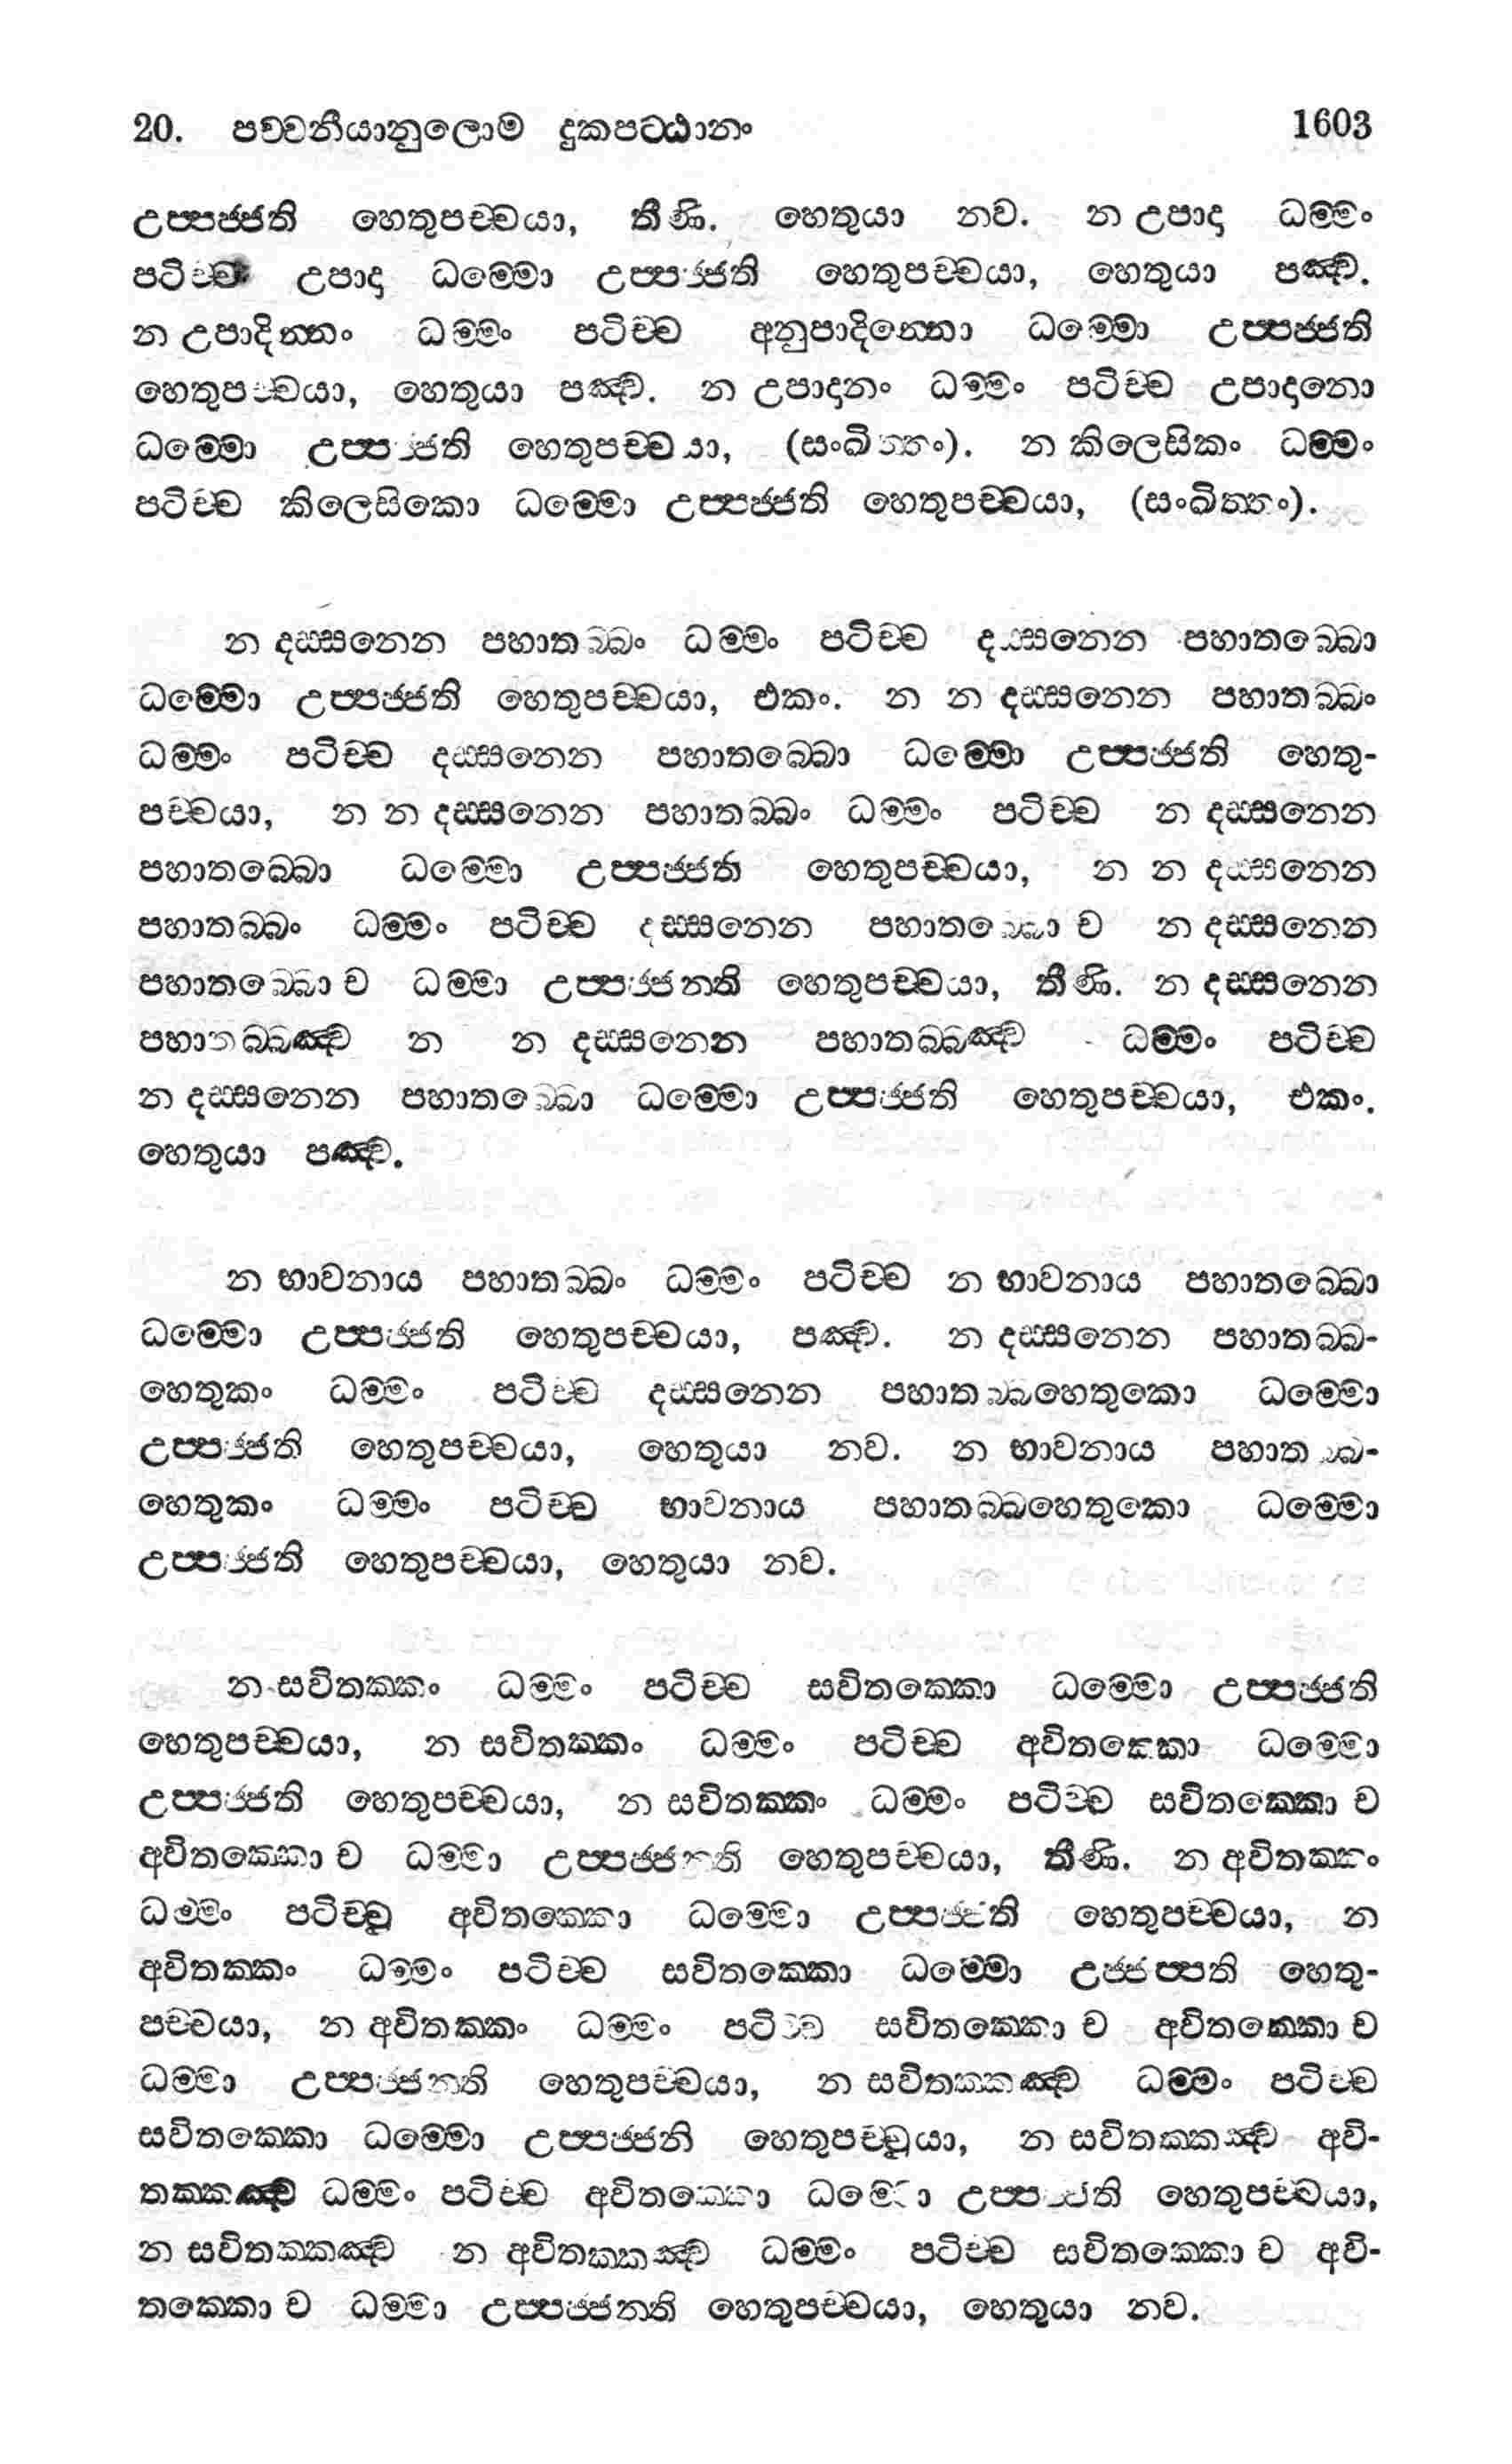 20. පච්චනීයානුලොම දුකපට්ඨානං 1603
උප්පජ්ජති හෙතුපච්චයා, තීණි. හෙතුයා නව. න උපාදා ධම්මං
පටිච්ච උපාදා ධම්මො උප්පජ්ජති හෙතුපච්චයා, හෙතුයා පඤ්ච.
න උපාදින්නං ධම්මං පටිච්ච අනුපාදින්නො ධම්මො උප්පජ්ජති
හෙතුපච්චයා, හෙතුයා පඤ්ච. න උපාදානං ධම්මං පටිච්ච උපාදානො
ධම්මො උප්පජ්ජති හෙතුපච්චයා, (සංඛිත්තං). න කිලෙසිකං ධම්මං
පටිච්ච කිලෙසිකො ධම්මො උප්පජ්ජති හෙතුපච්චයා, (සංඛිත්තං).
න දස්සනෙන පහාතබ්බං ධම්මං පටිච්ච දස්සනෙන පහාතබ්බො
ධම්මො උප්පජ්ජති හෙතුපච්චයා, එකං. න න දස්සනෙන පහාතබ්බං
ධම්මං පටිච්ච දස්සනෙන පහාතබ්බො ධම්මො උප්පජ්ජති හෙතු-
පච්චයා, න න දස්සනෙන පහාතබ්බං ධම්මං පටිච්ච න දස්සනෙන
පහාතබ්බො ධම්මො උප්පජ්ජති හෙතුපච්චයා, න න දස්සනෙන
පහාතබ්බං ධම්මං පටිච්ච දස්සනෙන පහාතබ්බො ච න දස්සනෙන
පහාතබ්බො ච ධම්මා උප්පජ්ජන්ති හෙතුපච්චයා, තීණි. න දස්සනෙන
පහාතබ්බඤ්ච න න දස්සනෙන පහාතබ්බඤ්ච ධම්මං පටිච්ච
න දස්සනෙන පහාතබ්බො ධම්මො උප්පජ්ජති හෙතුපච්චයා, එකං.
හෙතුයා පඤ්ච.
න භාවනාය පහාතබ්බං ධම්මං පටිච්ච න භාවනාය පහාතබ්බො
ධම්මො උප්පජ්ජති හෙතුපච්චයා, පඤ්ච. න දස්සනෙන පහාතබ්බ-
හෙතුකං ධම්මං පටිච්ච දස්සනෙන පහාතබ්බහෙතුකො ධම්මො
උප්පජ්ජති හෙතුපච්චයා, හෙතුයා නව. න භාවනාය පහාතබ්බ-
හෙතුකං ධම්මං පටිච්ච භාවනාය පහාතබ්බහෙතුකො ධම්මො
උප්පජ්ජති හෙතුපච්චයා, හෙතුයා නව.
න සවිතක්කං ධම්මං පටිච්ච සවිතක්කො ධම්මො උප්පජ්ජති
හෙතුපච්චයා, න සවිතක්කං ධම්මං පටිච්ච අවිතක්කො ධම්මො
උප්පජ්ජති හෙතුපච්චයා, න සවිතක්කං ධම්මං පටිච්ච සවිතක්කො ච
අවිතක්කො ච ධම්මා උප්පජ්ජන්ති හෙතුපච්චයා, තීණි. න අවිතක්කං
ධම්මං පටිච්චූ අවිතක්කො ධම්මො උප්පජ්ජති හෙතුපච්චයා, න
අවිතක්කං ධම්මං පටිච්ච සවිතක්කො ධම්මො උජ්ජප්පති හෙතු-
පච්චයා, න අවිතක්කං ධම්මං පටිච්ච සවිතක්කො ච අවිතක්කො ච
ධම්මා උප්පජ්ජන්ති හෙතුපච්චයා, න සවිතක්කඤ්ච ධම්මං පටිච්ච
සවිතක්කො ධම්මො උප්පජ්ජනි හෙතුපච්චූයා, න සවිතක්කඤ්ච අවි-
තක්කඤ්ච ධම්මං පටිච්ච අවිතක්කො ධම්මො උප්පජ්ජති හෙතුපච්චයා,
න සවිතක්කඤ්ච න අවිතක්කඤ්ච ධම්මං පටිච්ච සවිතක්කො ච අවි-
තක්කො ච ධම්මා උප්පජ්ජන්ති හෙතුපච්චයා, හෙතුයා නව.